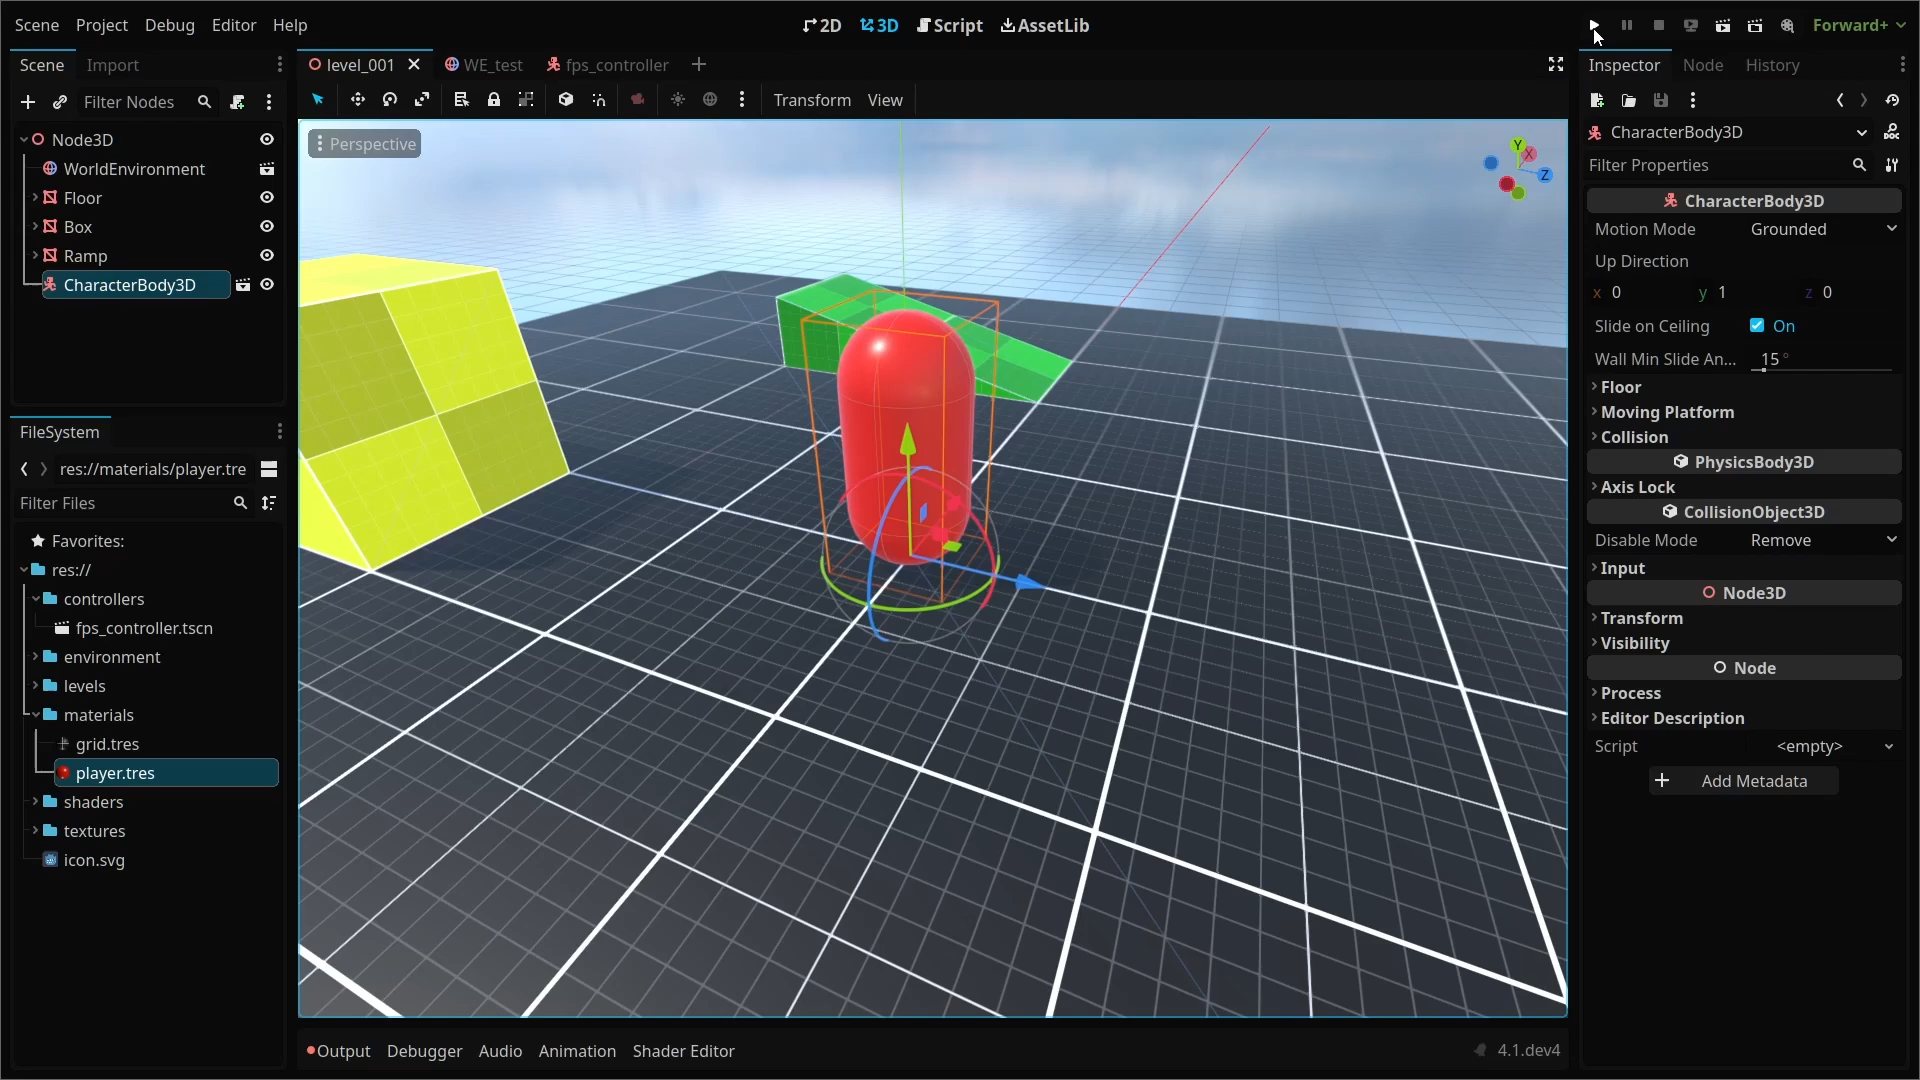 Scene Project Debug Editor Help
2D 3D Script AssetLib
Forward+
Scene Import
Filter Nodes
Node3D
WorldEnvironment
Floor
Box
Ramp
CharacterBody3D
FileSystem
res://materials/player.tre
Filter Files
Favorites:
res://
controllers
fps_controller.tscn
environment
levels
materials
grid.tres
player.tres
shaders
textures
icon.svg
level_001 WE_test fps_controller
Transform View
Perspective
Y
X
Z
Output Debugger Audio Animation Shader Editor
4.1.dev4
Inspector Node History
CharacterBody3D
Filter Properties
CharacterBody3D
Motion Mode Grounded
Up Direction
x 0 y 1 z 0
Slide on Ceiling On
Wall Min Slide An... 15 °
Floor
Moving Platform
Collision
PhysicsBody3D
Axis Lock
CollisionObject3D
Disable Mode Remove
Input
Node3D
Transform
Visibility
Node
Process
Editor Description
Script <empty>
Add Metadata